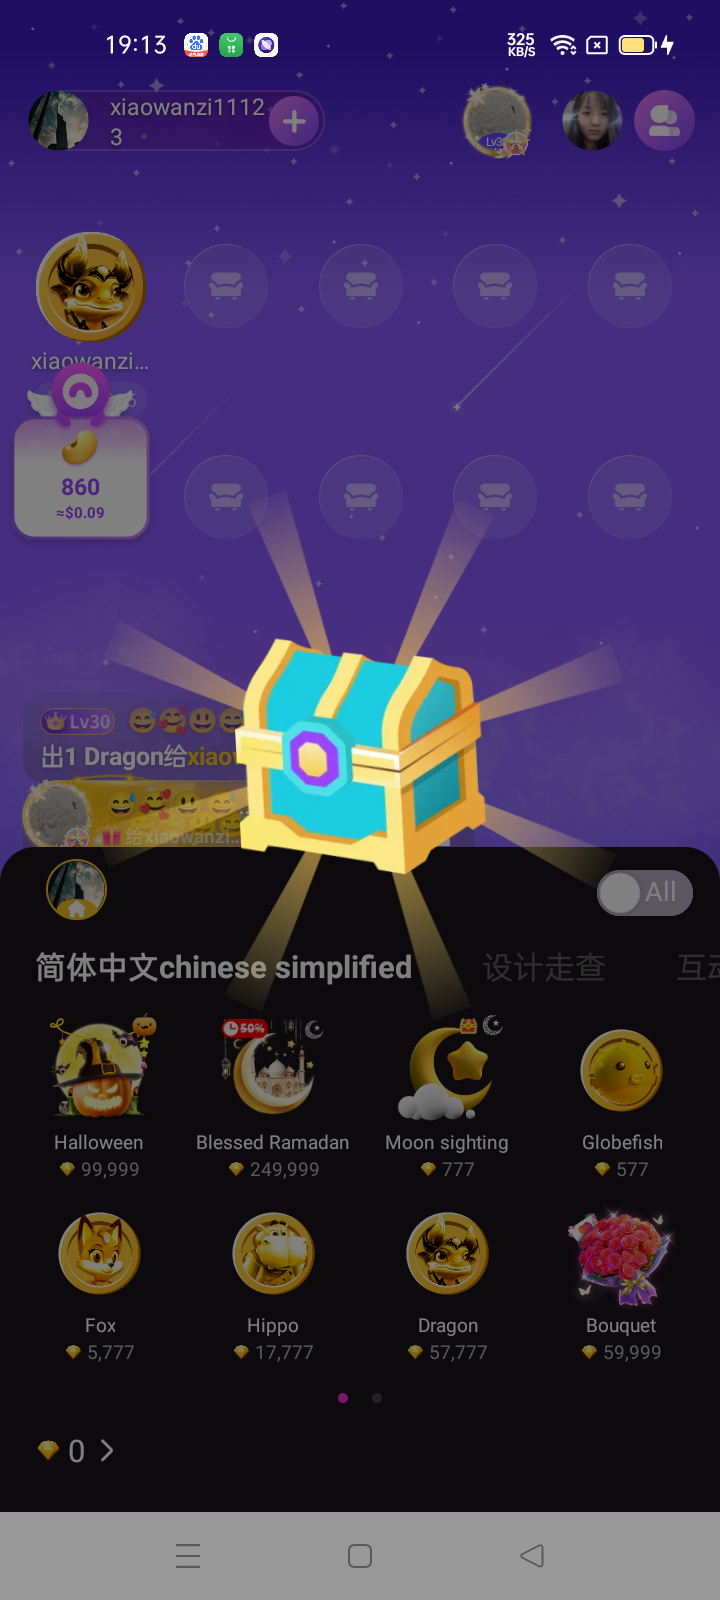 19:13
325
KB/S
xiaowanzi1112
3
Lv3
xiaowanzi...
860
≈$0.09
Lv30
出1 Dragon给xiao
给xiaowanzi...
All
简体中文chinese simplified 设计走查 互动
50%
Halloween Blessed Ramadan Moon sighting Globefish
99,999 249,999 777 577
Fox Hippo Dragon Bouquet
5,777 17,777 57,777 59,999
0